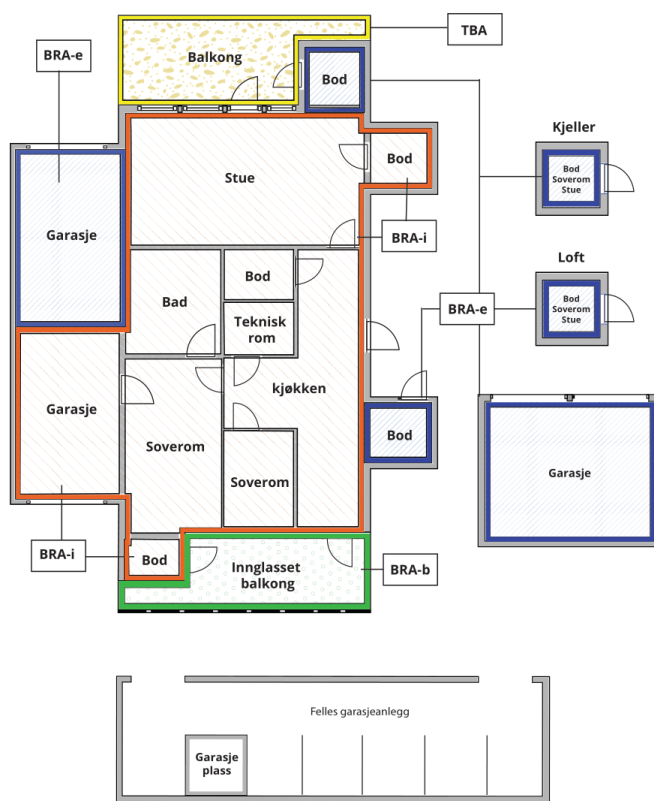 TBA
BRA-e
Balkong
Bod
Kjeller
Bod
Soverom
Stue
Bod
Stue
Garasje
BRA-i
Loft
Bod
Bad
Bod
Soverom
Stue
BRA-e
Teknisk
rom
kjøkken
Garasje
Bod
Soverom
Garasje
Soverom
BRA-i
Bod
Innglasset
balkong
BRA-b
Felles garasjeanlegg
Garasje
plass